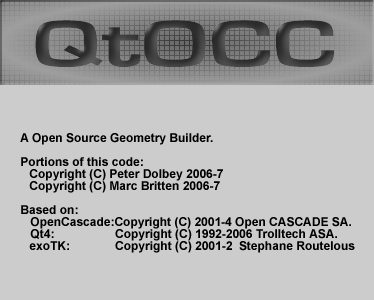 QtOCC
A Open Source Geometry Builder.
Portions of this code:
Copyright (C) Peter Dolbey 2006-7
Copyright (C) Marc Britten 2006-7
Based on:
OpenCascade:Copyright (C) 2001-4 Open CASCADE SA.
Qt4: Copyright (C) 1992-2006 Trolltech ASA.
exoTK: Copyright (C) 2001-2 Stephane Routelous